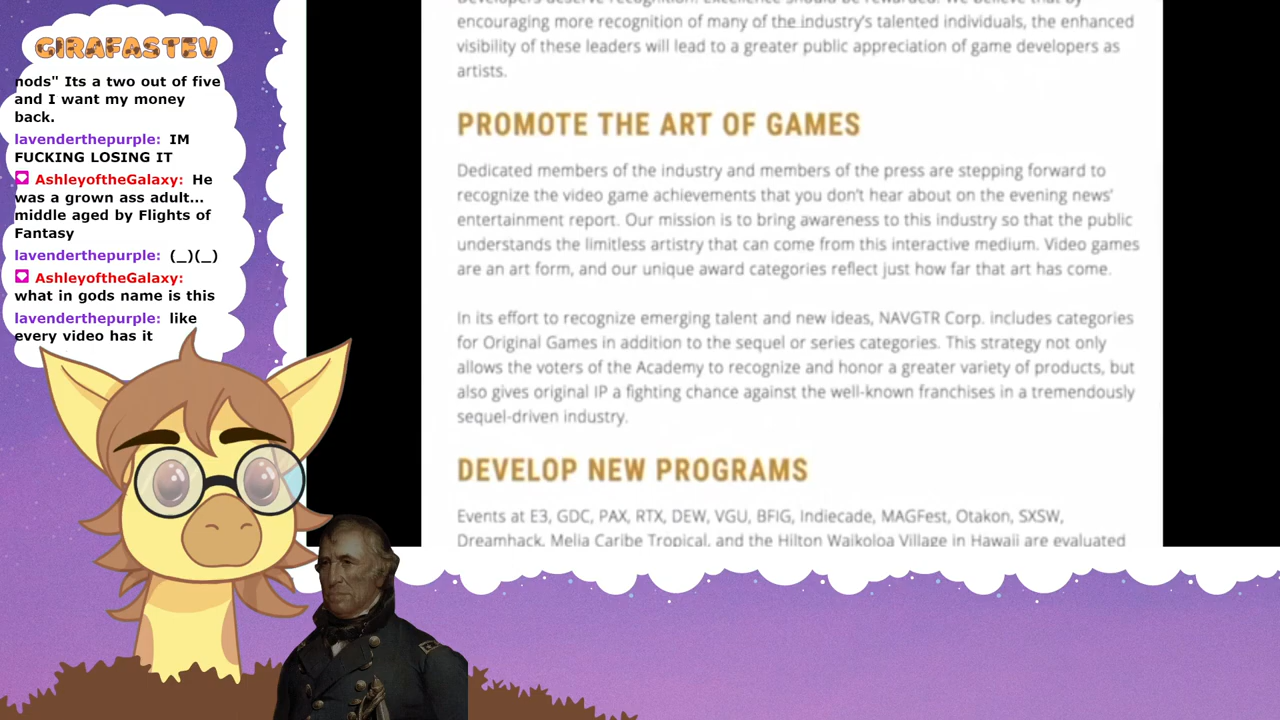 GIRAFASTEV
nods" Its a two out of five
and I want my money
back.
lavenderthepurple: IM
FUCKING LOSING IT
AshleyoftheGalaxy: He
was a grown ass adult...
middle aged by Flights of
Fantasy
lavenderthepurple: (_)(_)
AshleyoftheGalaxy:
what in gods name is this
lavenderthepurple: like
every video has it
Developers deserve recognition. Excellence should be rewarded. We believe that by
encouraging more recognition of many of the industry's talented individuals, the enhanced
visibility of these leaders will lead to a greater public appreciation of game developers as
artists.
PROMOTE THE ART OF GAMES
Dedicated members of the industry and members of the press are stepping forward to
recognize the video game achievements that you don't hear about on the evening news'
entertainment report. Our mission is to bring awareness to this industry so that the public
understands the limitless artistry that can come from this interactive medium. Video games
are an art form, and our unique award categories reflect just how far that art has come.
In its effort to recognize emerging talent and new ideas, NAVGTR Corp. includes categories
for Original Games in addition to the sequel or series categories. This strategy not only
allows the voters of the Academy to recognize and honor a greater variety of products, but
also gives original IP a fighting chance against the well-known franchises in a tremendously
sequel-driven industry.
DEVELOP NEW PROGRAMS
Events at E3, GDC, PAX, RTX, DEW, VGU, BFIG, Indiecade, MAGFest, Otakon, SXSW,
Dreamhack, Melia Caribe Tropical, and the Hilton Waikoloa Village in Hawaii are evaluated